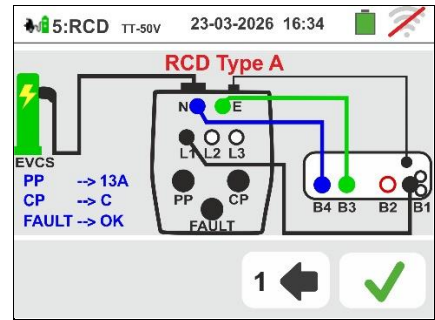 5:RCD TT-50V 23-03-2026 16:34
RCD Type A
N E
L1 L2 L3
EVCS
PP --> 13A
CP --> C
FAULT --> OK
PP CP
FAULT
B4 B3 B2 B1
1